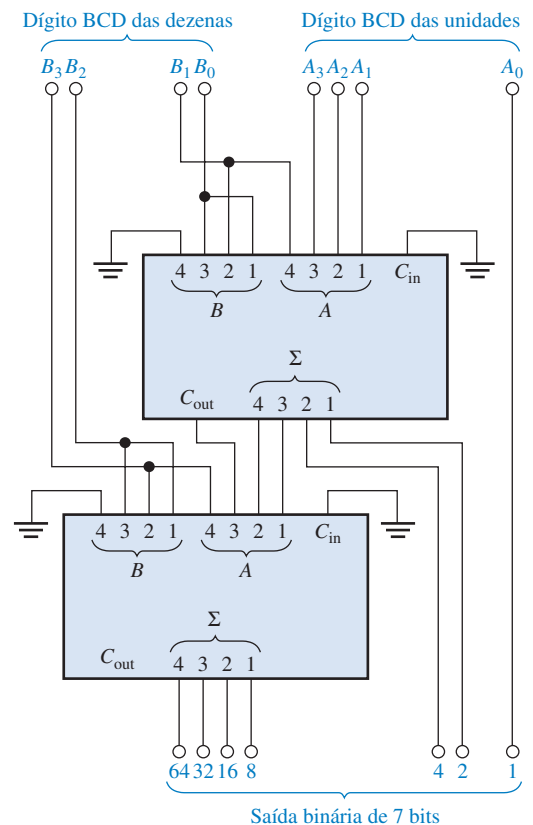 Dígito BCD das dezenas Dígito BCD das unidades
B3 B2 B1 B0 A3 A2 A1 A0
4 3 2 1 4 3 2 1 Cin
B A
Σ
Cout 4 3 2 1
4 3 2 1 4 3 2 1 Cin
B A
Σ
Cout 4 3 2 1
64 32 16 8 4 2 1
Saída binária de 7 bits